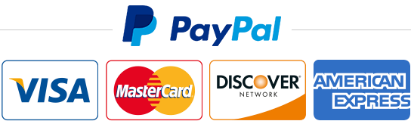 PayPal
VISA
MasterCard
DISCOVER
NETWORK
AMERICAN
EXPRESS